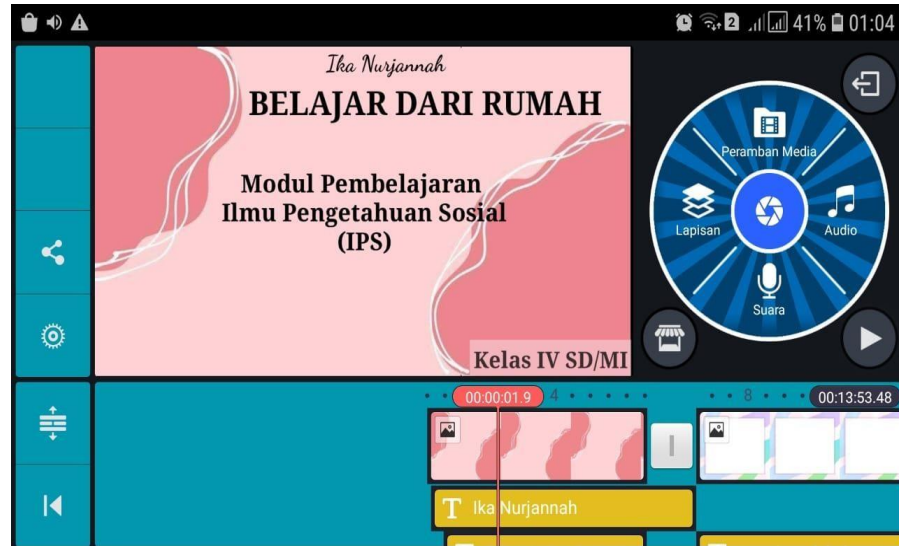 2 41% 01:04
Ika Nurjannah
BELAJAR DARI RUMAH
Modul Pembelajaran
Ilmu Pengetahuan Sosial
(IPS)
Kelas IV SD/MI
Peramban Media
Lapisan
Audio
Suara
00:00:01.9 4 8 00:13:53.48
T Ika Nurjannah